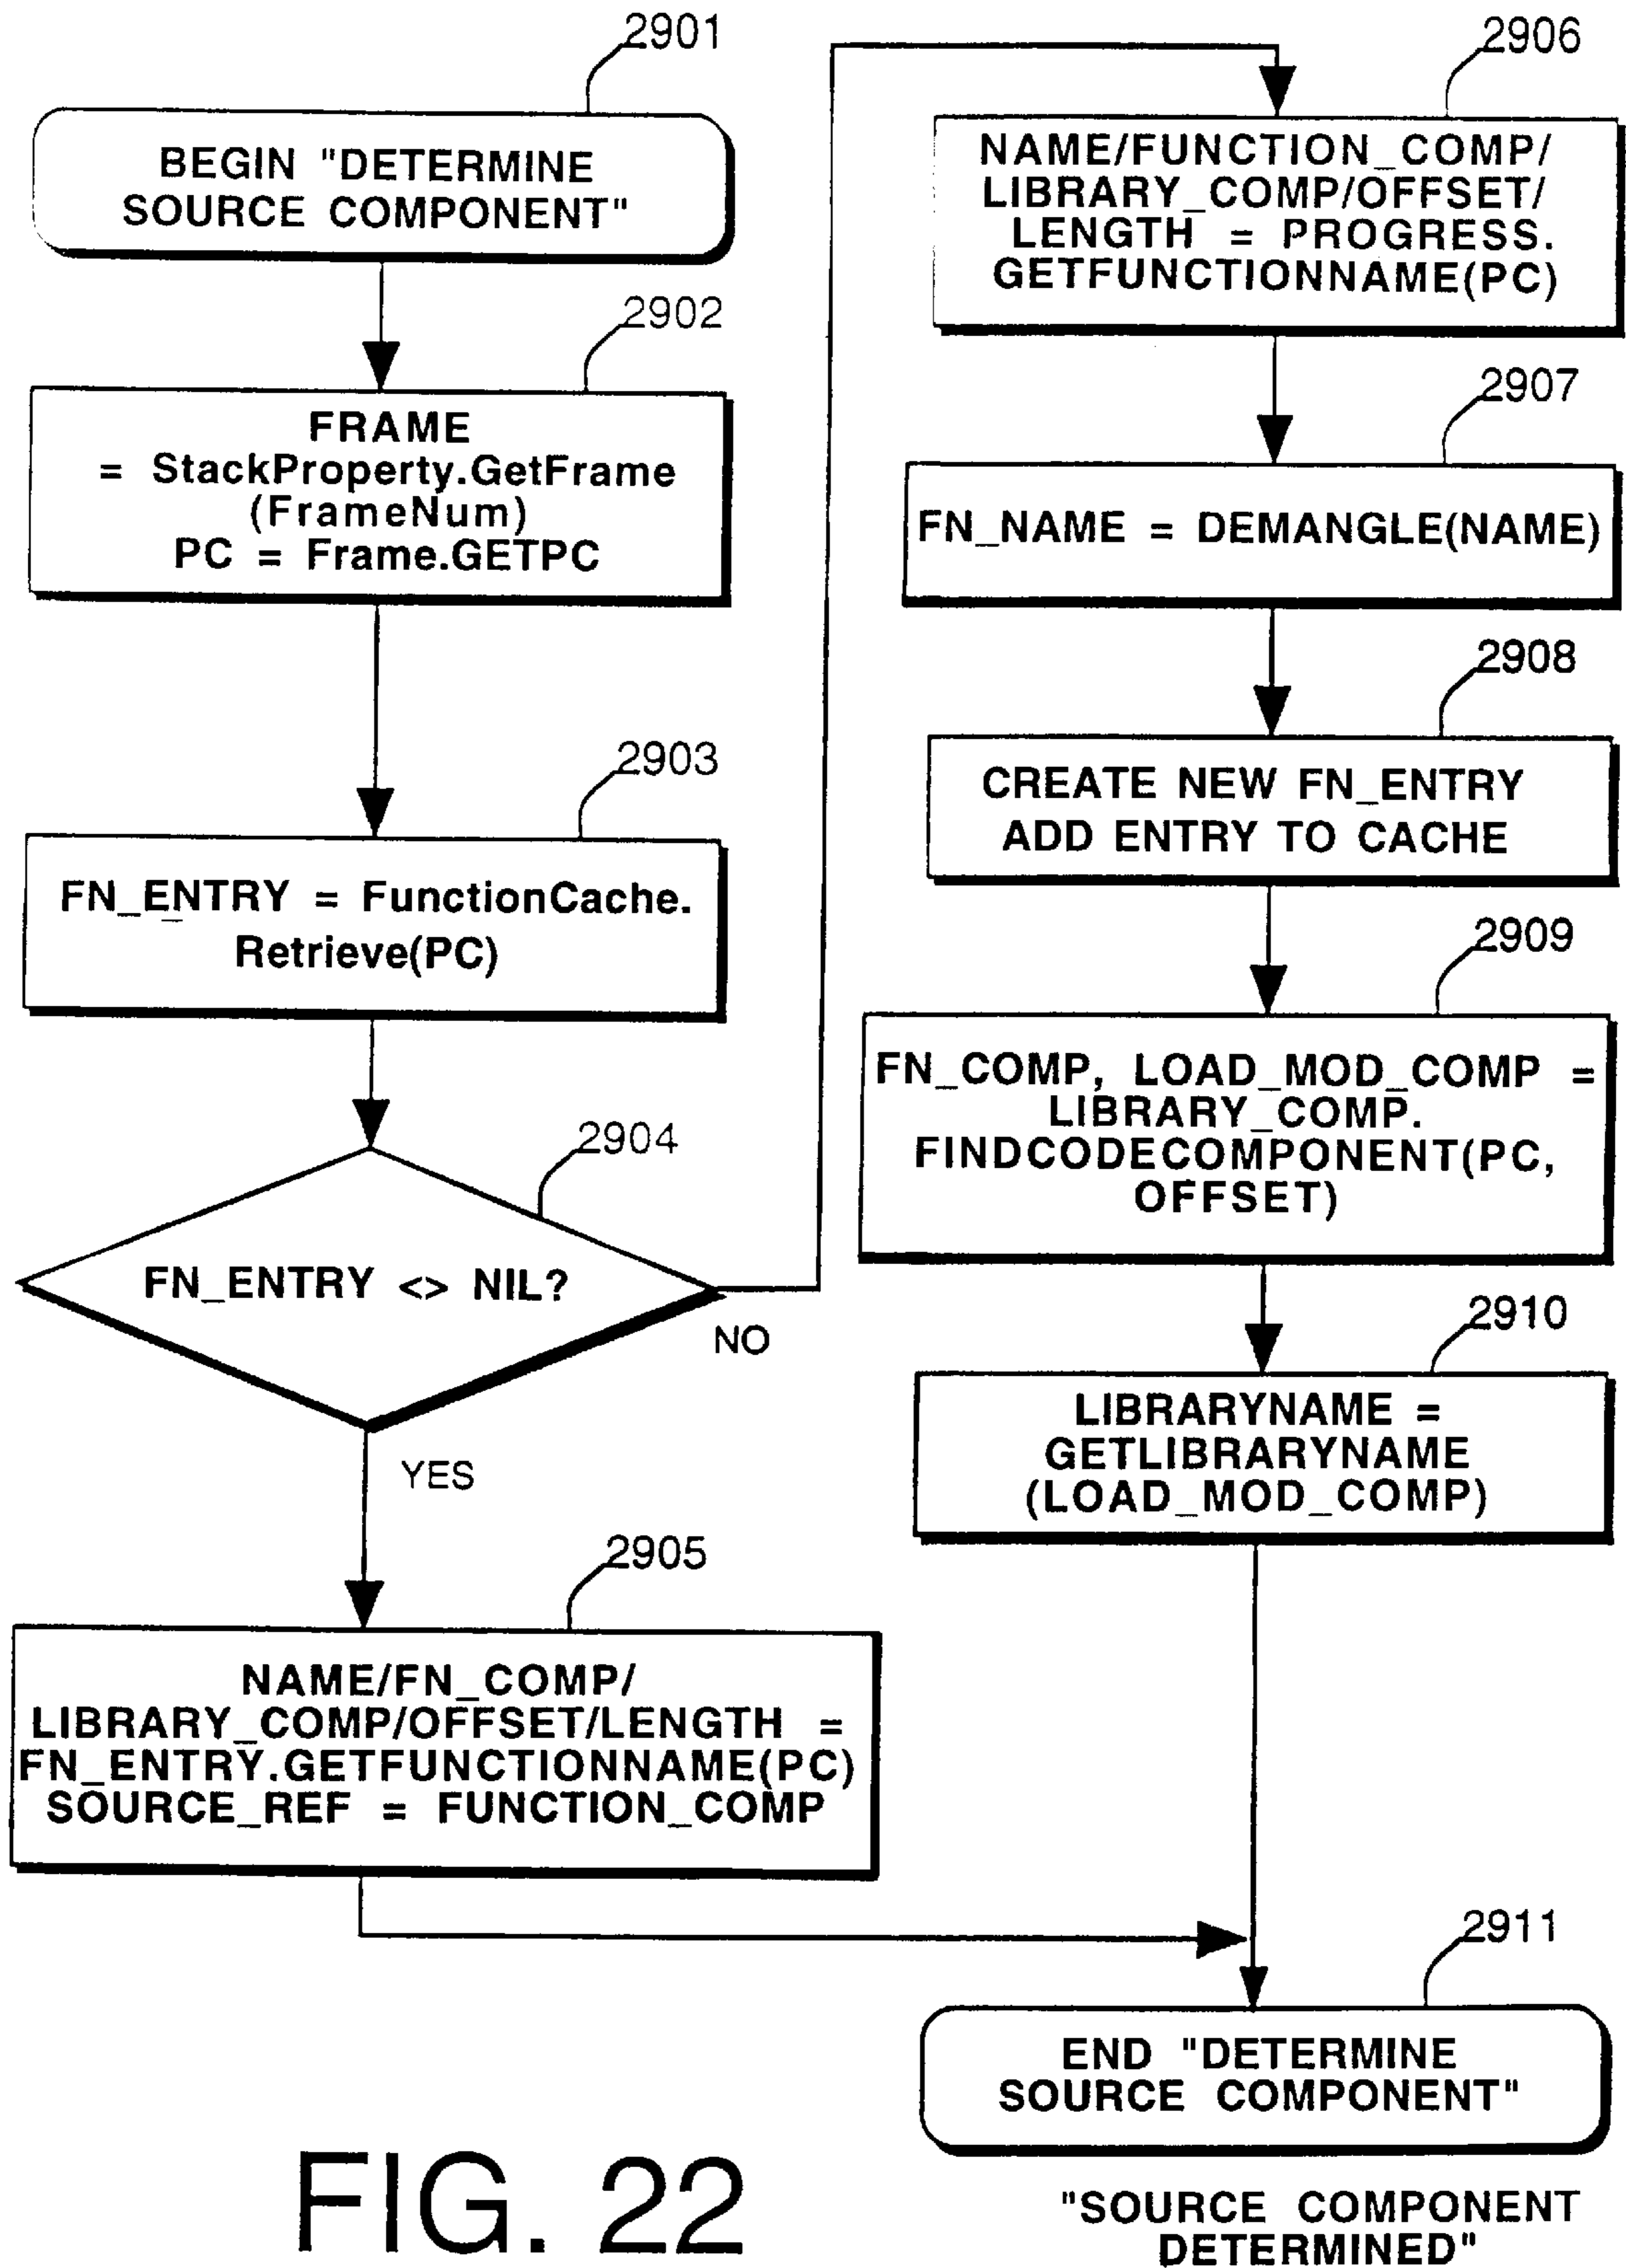 2901
BEGIN "DETERMINE
SOURCE COMPONENT"
2902
FRAME
= StackProperty.GetFrame
(FrameNum)
PC = Frame.GETPC
2903
FN_ENTRY = FunctionCache.
Retrieve(PC)
2904
FN_ENTRY <> NIL?
NO
YES
2905
NAME/FN_COMP/
LIBRARY_COMP/OFFSET/LENGTH =
FN_ENTRY.GETFUNCTIONNAME(PC)
SOURCE_REF = FUNCTION_COMP
2906
NAME/FUNCTION_COMP/
LIBRARY_COMP/OFFSET/
LENGTH = PROGRESS.
GETFUNCTIONNAME(PC)
2907
FN_NAME = DEMANGLE(NAME)
2908
CREATE NEW FN_ENTRY
ADD ENTRY TO CACHE
2909
FN_COMP, LOAD_MOD_COMP =
LIBRARY_COMP.
FINDCODECOMPONENT(PC,
OFFSET)
2910
LIBRARYNAME =
GETLIBRARYNAME
(LOAD_MOD_COMP)
2911
END "DETERMINE
SOURCE COMPONENT"
"SOURCE COMPONENT
DETERMINED"
FIG. 22